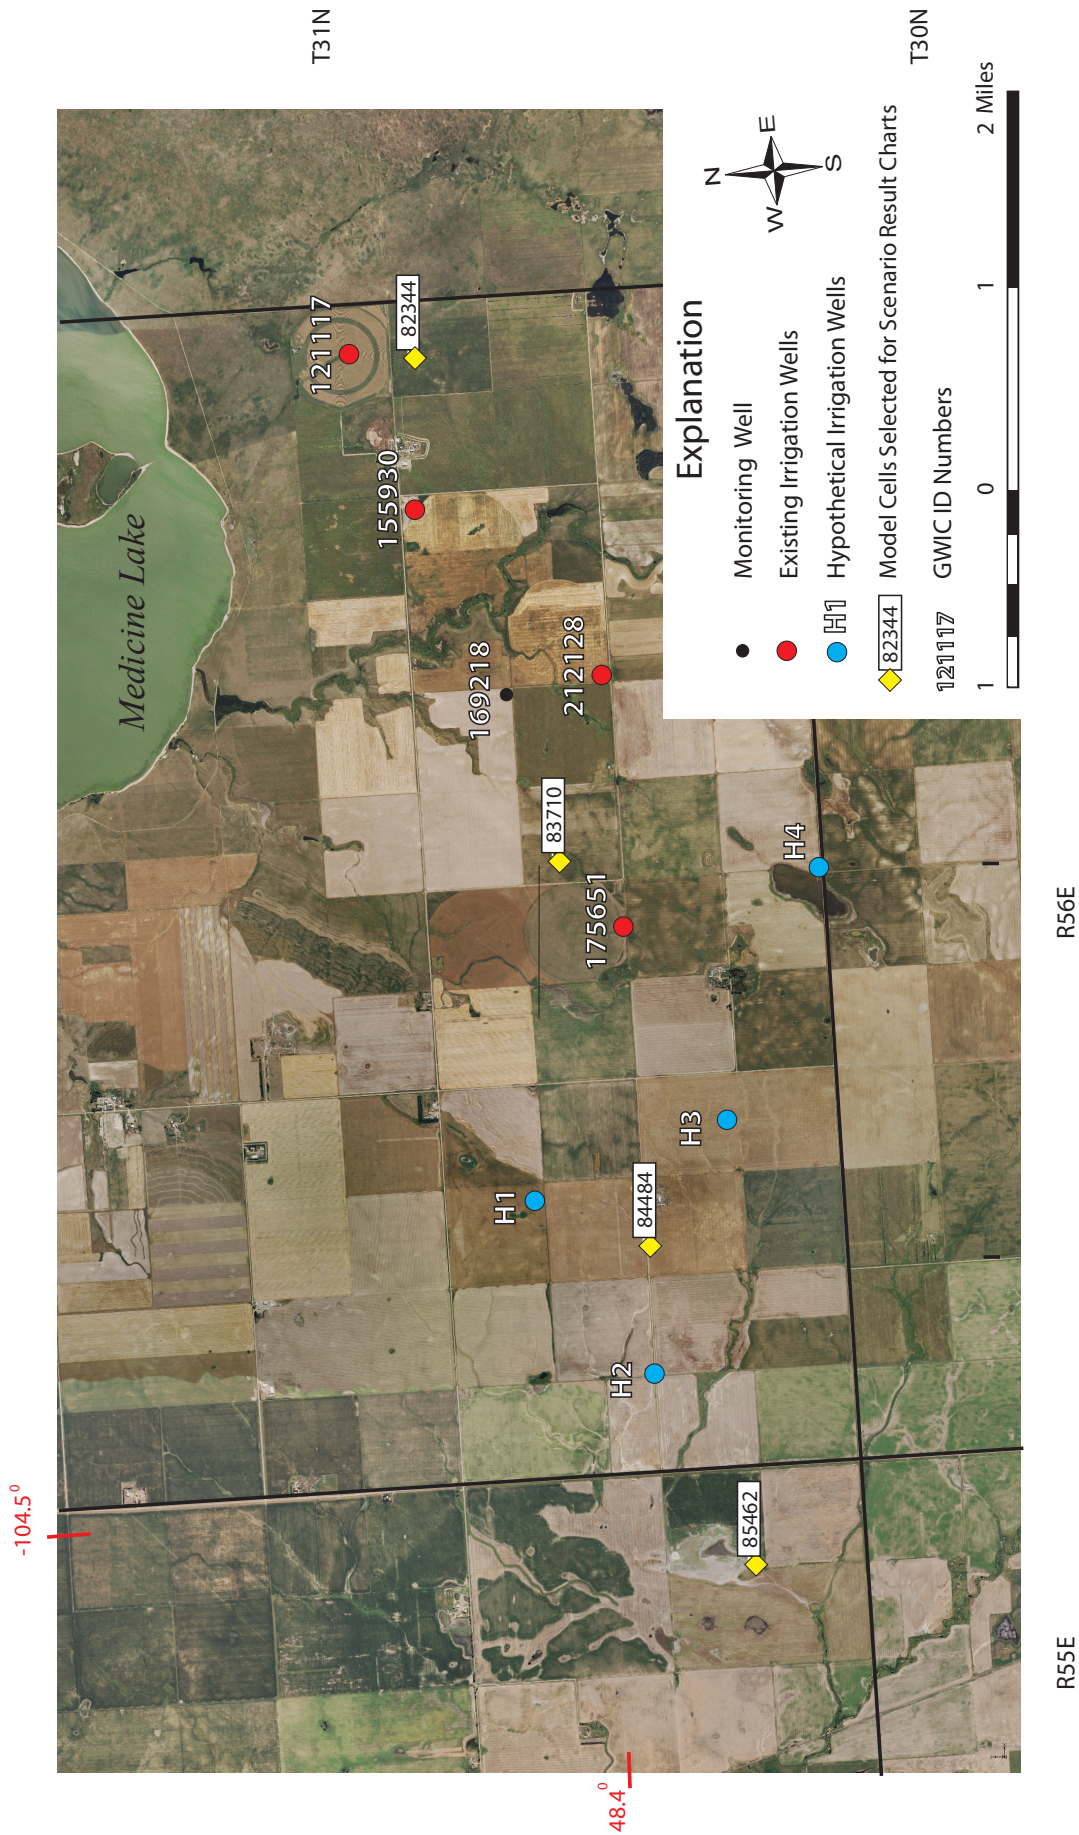 T31N
T30N
R56E
R55E
-104.5⁰
48.4⁰
Medicine Lake
121117
82344
155930
169218
212128
83710
175651
H4
H3
H1
84484
H2
85462
N
E
S
W
Explanation
Monitoring Well
Existing Irrigation Wells
H1 Hypothetical Irrigation Wells
82344 Model Cells Selected for Scenario Result Charts
121117 GWIC ID Numbers
1 0 1 2 Miles